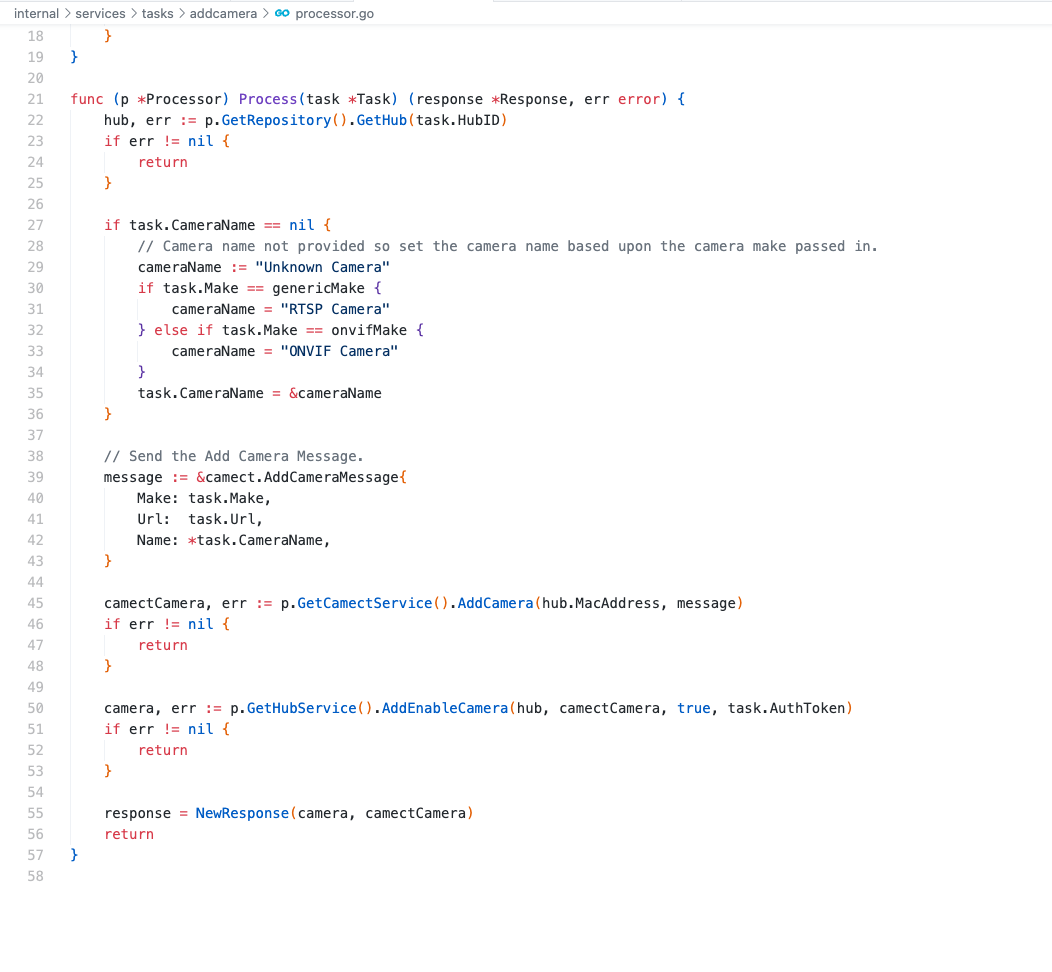 internal > services > tasks > addcamera > GO processor.go
18 }
19 }
20
21 func (p *Processor) Process(task *Task) (response *Response, err error) {
22 hub, err := p.GetRepository().GetHub(task.HubID)
23 if err != nil {
24 return
25 }
26
27 if task.CameraName == nil {
28 // Camera name not provided so set the camera name based upon the camera make passed in.
29 cameraName := "Unknown Camera"
30 if task.Make == genericMake {
31 cameraName = "RTSP Camera"
32 } else if task.Make == onvifMake {
33 cameraName = "ONVIF Camera"
34 }
35 task.CameraName = &cameraName
36 }
37
38 // Send the Add Camera Message.
39 message := &camect.AddCameraMessage{
40 Make: task.Make,
41 Url:  task.Url,
42 Name: *task.CameraName,
43 }
44
45 camectCamera, err := p.GetCamectService().AddCamera(hub.MacAddress, message)
46 if err != nil {
47 return
48 }
49
50 camera, err := p.GetHubService().AddEnableCamera(hub, camectCamera, true, task.AuthToken)
51 if err != nil {
52 return
53 }
54
55 response = NewResponse(camera, camectCamera)
56 return
57 }
58